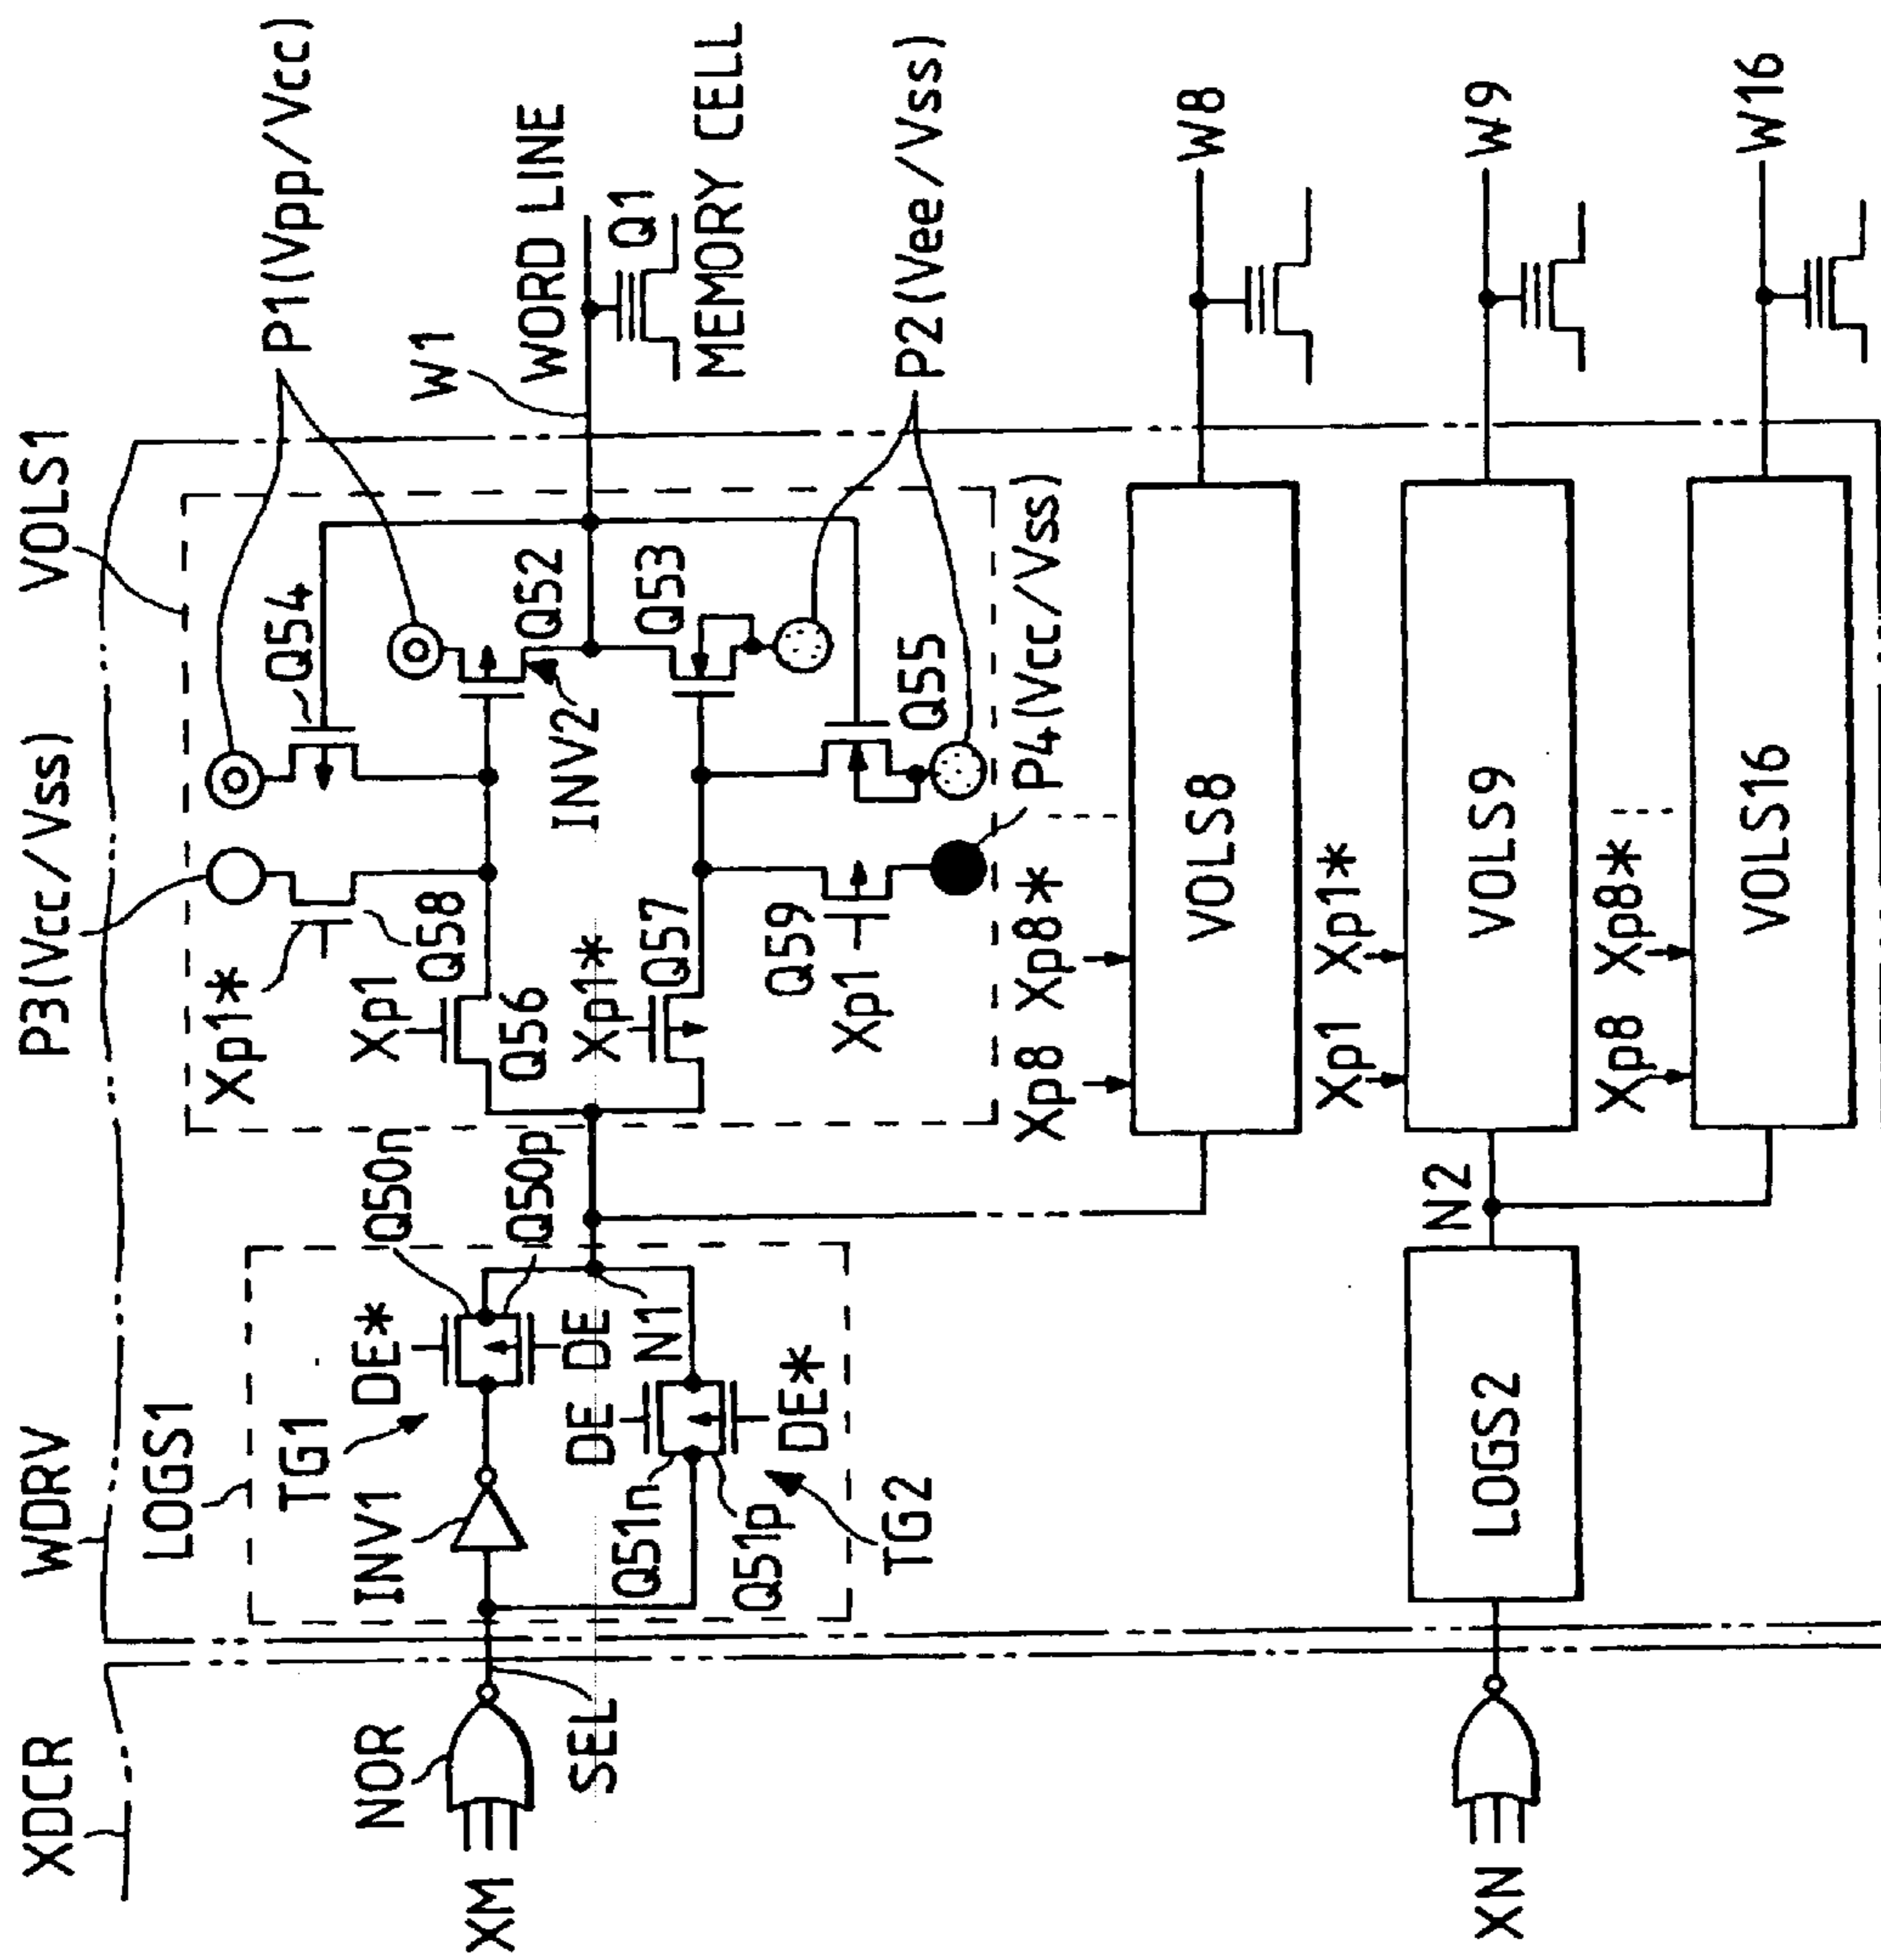 XDCR
WDRV
P3(Vcc/Vss)
VOLS1
P1(Vpp/Vcc)
LOGS1
Xp1*
Q54
TG1
DE*
Q50n
Xp1
Q58
W1
NOR
INV1
Q50p
Q56
Q52
WORD LINE
XM
SEL
DE
DE
N1
Xp1*
Q57
INV2
Q53
Q1
MEMORY CELL
Q51n
Q51p
DE*
TG2
Xp1
Q59
Q55
P2(Vee/Vss)
P4(Vcc/Vss)
Xp8
Xp8*
VOLS8
W8
Xp1
Xp1*
XN
LOGS2
N2
VOLS9
W9
Xp8
Xp8*
VOLS16
W16